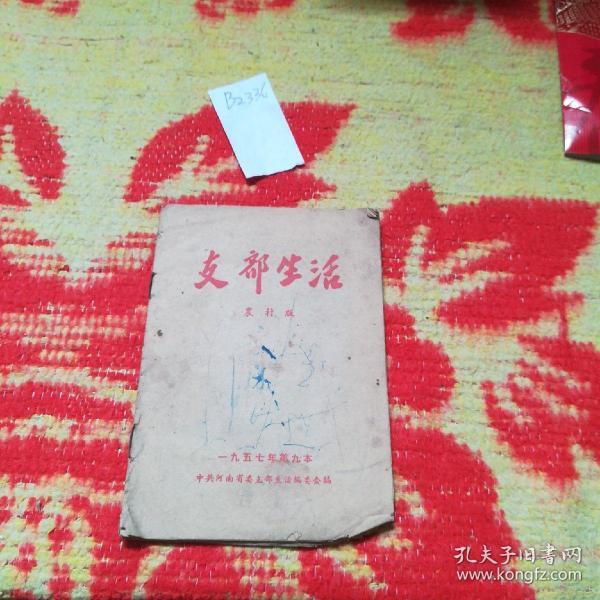 B2336
支部生活
农村版
一九五七年第九本
中共河南省委支部生活编委会编
孔夫子旧書网
www.kongfz.com